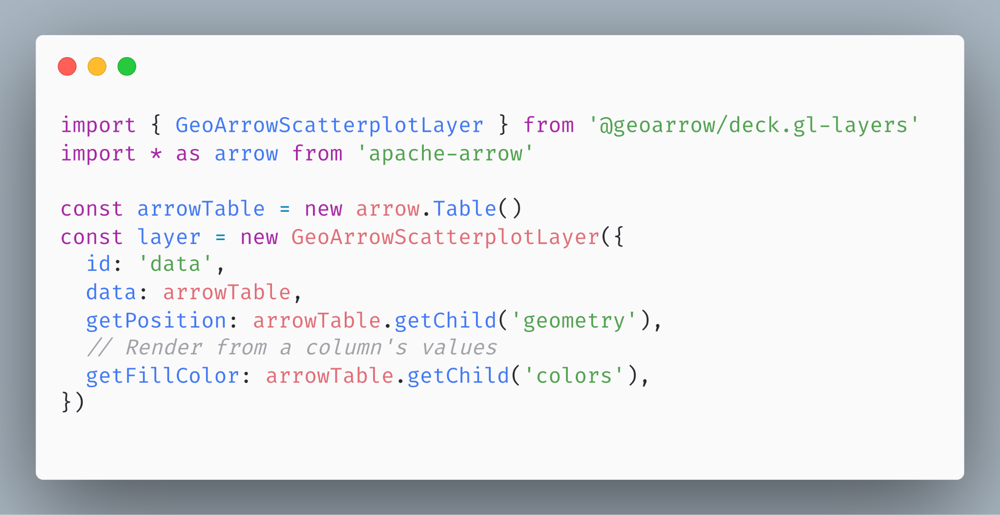 import { GeoArrowScatterplotLayer } from '@geoarrow/deck.gl-layers'
import * as arrow from 'apache-arrow'

const arrowTable = new arrow.Table()
const layer = new GeoArrowScatterplotLayer({
  id: 'data',
  data: arrowTable,
  getPosition: arrowTable.getChild('geometry'),
  // Render from a column's values
  getFillColor: arrowTable.getChild('colors'),
})